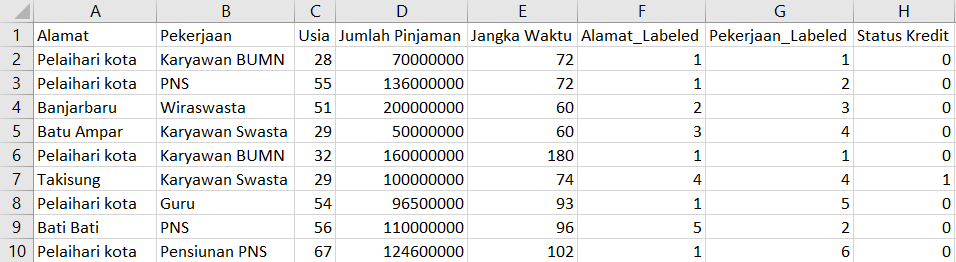 A B C D E F G H
1 Alamat Pekerjaan Usia Jumlah Pinjaman Jangka Waktu Alamat_Labeled Pekerjaan_Labeled Status Kredit
2 Pelaihari kota Karyawan BUMN 28 70000000 72 1 1 0
3 Pelaihari kota PNS 55 136000000 72 1 2 0
4 Banjarbaru Wiraswasta 51 200000000 60 2 3 0
5 Batu Ampar Karyawan Swasta 29 50000000 60 3 4 0
6 Pelaihari kota Karyawan BUMN 32 160000000 180 1 1 0
7 Takisung Karyawan Swasta 29 100000000 74 4 4 1
8 Pelaihari kota Guru 54 96500000 93 1 5 0
9 Bati Bati PNS 56 110000000 96 5 2 0
10 Pelaihari kota Pensiunan PNS 67 124600000 102 1 6 0